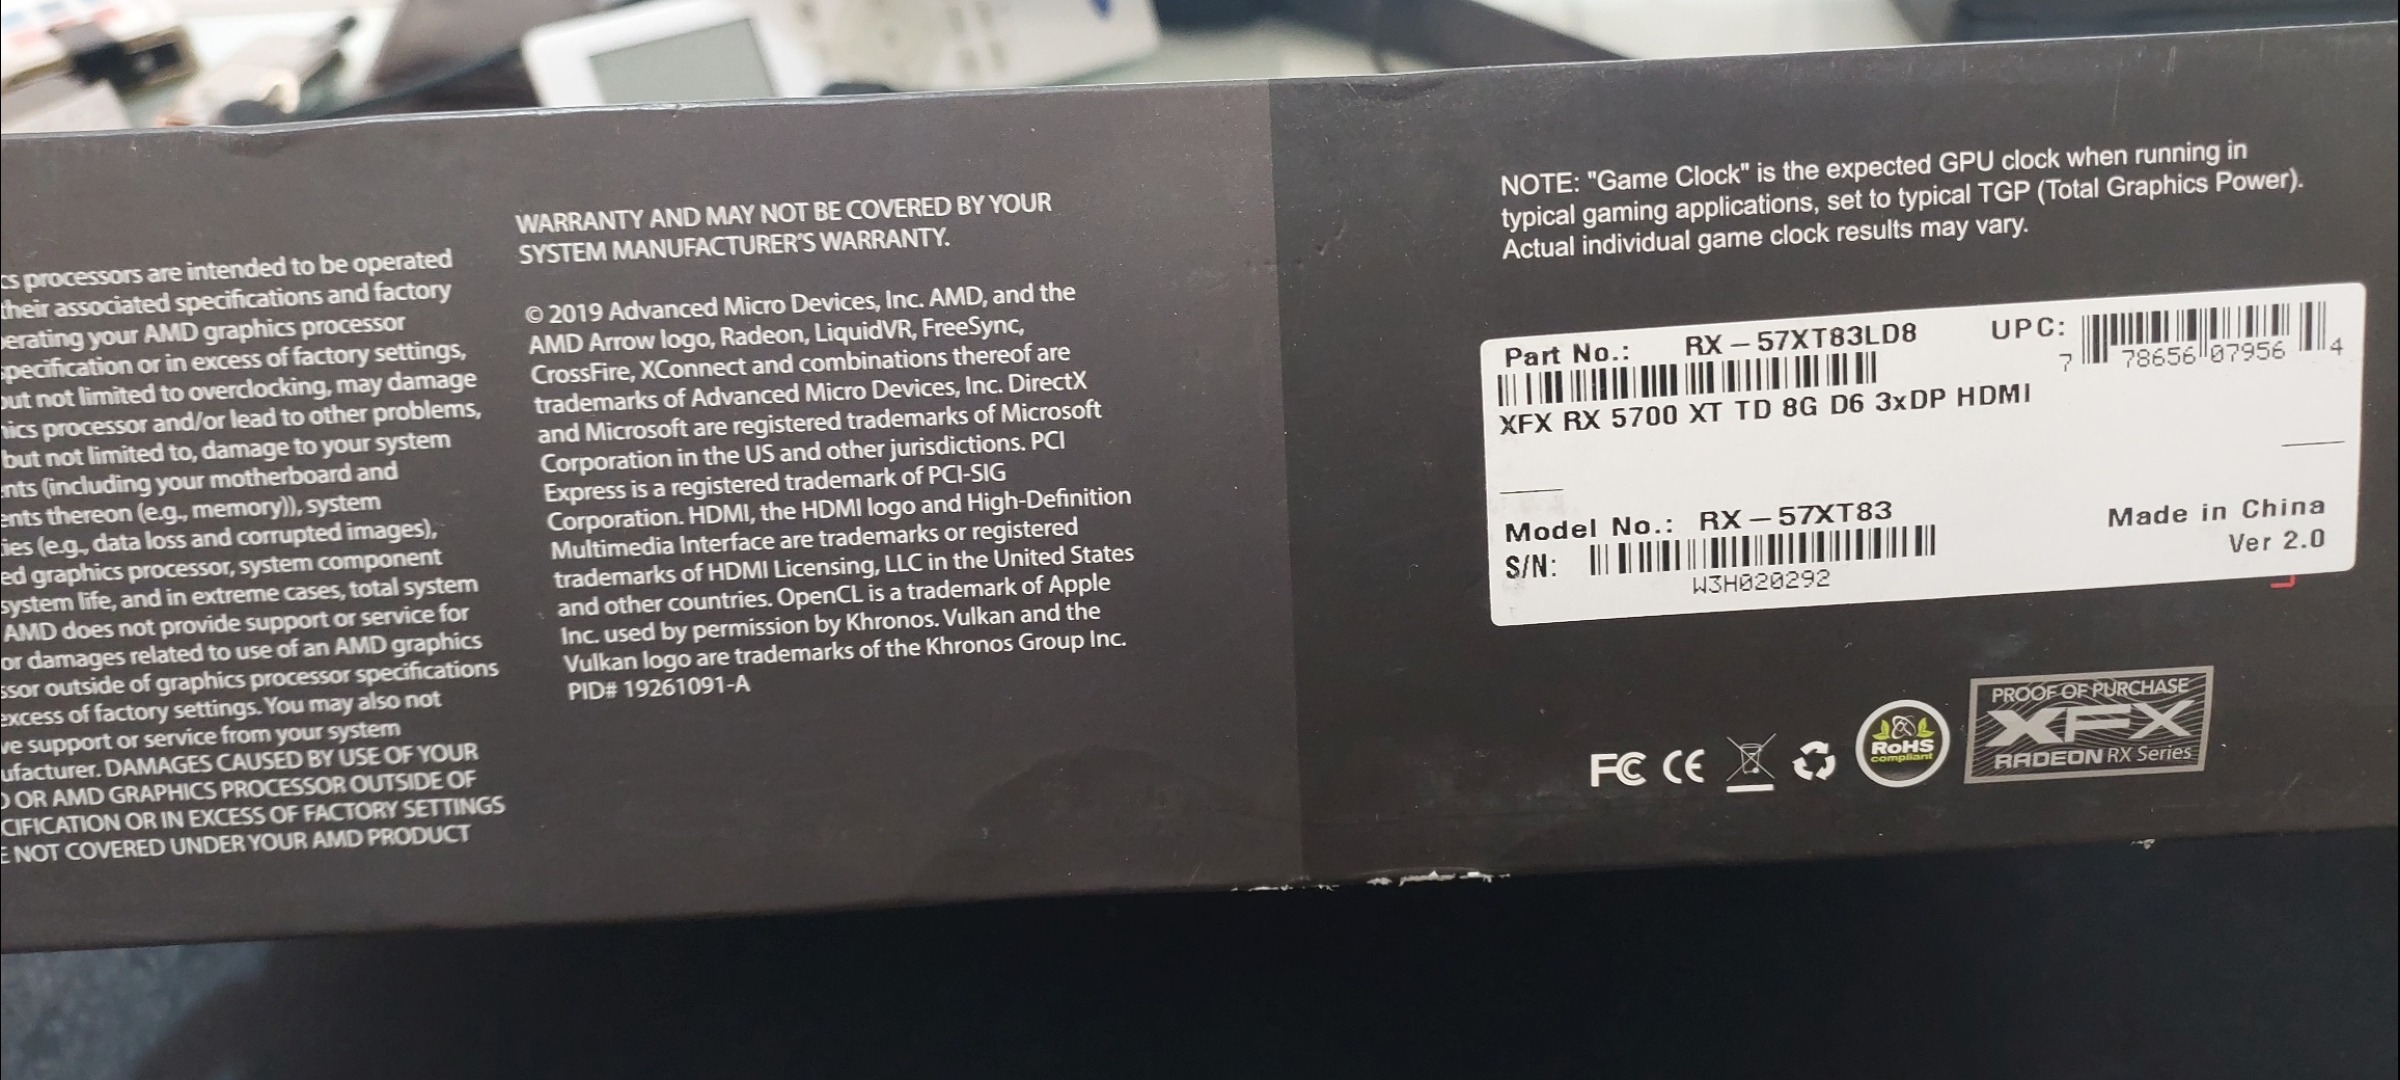 cs processors are intended to be operated
their associated specifications and factory
erating your AMD graphics processor
pecification or in excess of factory settings,
out not limited to overclocking, may damage
ics processor and/or lead to other problems,
but not limited to, damage to your system
ents (including your motherboard and
ents thereon (e.g., memory)), system
ies (e.g., data loss and corrupted images),
ed graphics processor, system component
system life, and in extreme cases, total system
AMD does not provide support or service for
or damages related to use of an AMD graphics
ssor outside of graphics processor specifications
excess of factory settings. You may also not
ve support or service from your system
ufacturer. DAMAGES CAUSED BY USE OF YOUR
D OR AMD GRAPHICS PROCESSOR OUTSIDE OF
CIFICATION OR IN EXCESS OF FACTORY SETTINGS
E NOT COVERED UNDER YOUR AMD PRODUCT
WARRANTY AND MAY NOT BE COVERED BY YOUR
SYSTEM MANUFACTURER'S WARRANTY.
© 2019 Advanced Micro Devices, Inc. AMD, and the
AMD Arrow logo, Radeon, LiquidVR, FreeSync,
CrossFire, XConnect and combinations thereof are
trademarks of Advanced Micro Devices, Inc. DirectX
and Microsoft are registered trademarks of Microsoft
Corporation in the US and other jurisdictions. PCI
Express is a registered trademark of PCI-SIG
Corporation. HDMI, the HDMI logo and High-Definition
Multimedia Interface are trademarks or registered
trademarks of HDMI Licensing, LLC in the United States
and other countries. OpenCL is a trademark of Apple
Inc. used by permission by Khronos. Vulkan and the
Vulkan logo are trademarks of the Khronos Group Inc.
PID# 19261091-A
NOTE: "Game Clock" is the expected GPU clock when running in
typical gaming applications, set to typical TGP (Total Graphics Power).
Actual individual game clock results may vary.
Part No.: RX-57XT83LD8
UPC: 7 78656 07956 4
XFX RX 5700 XT TD 8G D6 3xDP HDMI
Model No.: RX-57XT83
Made in China
S/N: W3H020292
Ver 2.0
FC CE
RoHS
compliant
PROOF OF PURCHASE
XFX
RADEON RX Series